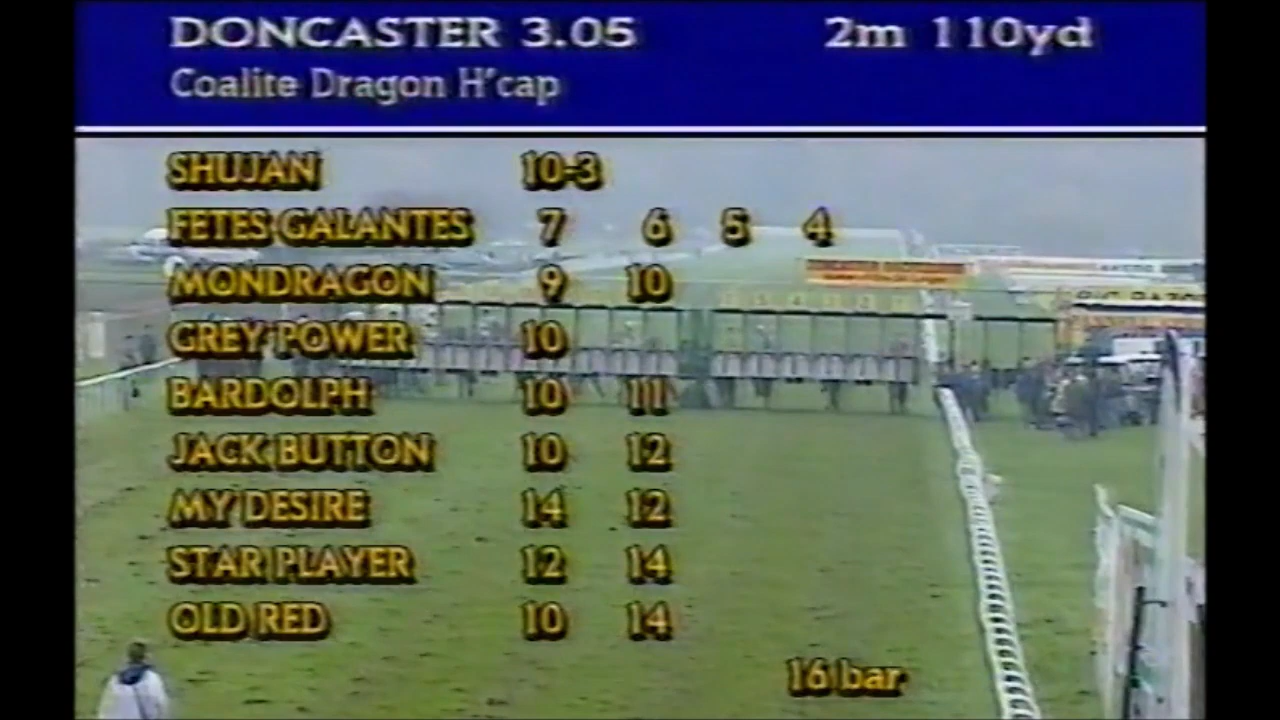 DONCASTER 3.05 2m 110yd
Coalite Dragon H'cap
SHUJAN 10-3
FETES GALANTES 7 6 5 4
MONDRAGON 9 10
GREY POWER 10
BARDOLPH 10 11
JACK BUTTON 10 12
MY DESIRE 14 12
STAR PLAYER 12 14
OLD RED 10 14
16 bar